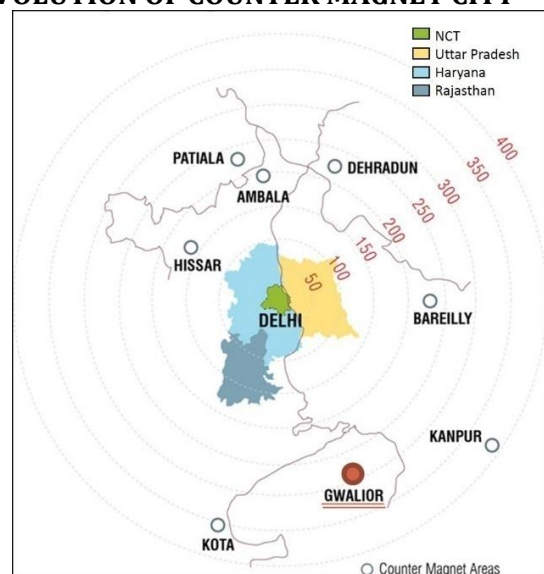 VOLUTION OF COUNTER MAGNET CITY
NCT
Uttar Pradesh
Haryana
Rajasthan
400
350
300
250
200
150
100
50
PATIALA
DEHRADUN
AMBALA
HISSAR
DELHI
BAREILLY
KANPUR
GWALIOR
KOTA
Counter Magnet Areas